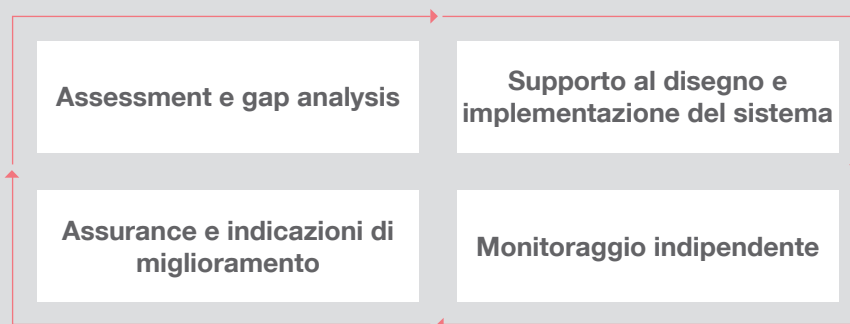 Assessment e gap analysis
Supporto al disegno e
implementazione del sistema
Assurance e indicazioni di
miglioramento
Monitoraggio indipendente